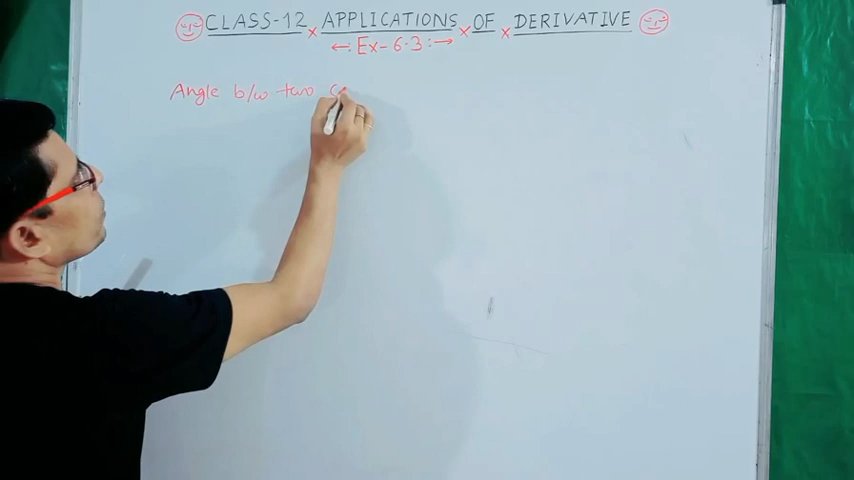 CLASS-12 × APPLICATIONS × OF × DERIVATIVE
←: Ex-6.3 :→
Angle b/w two